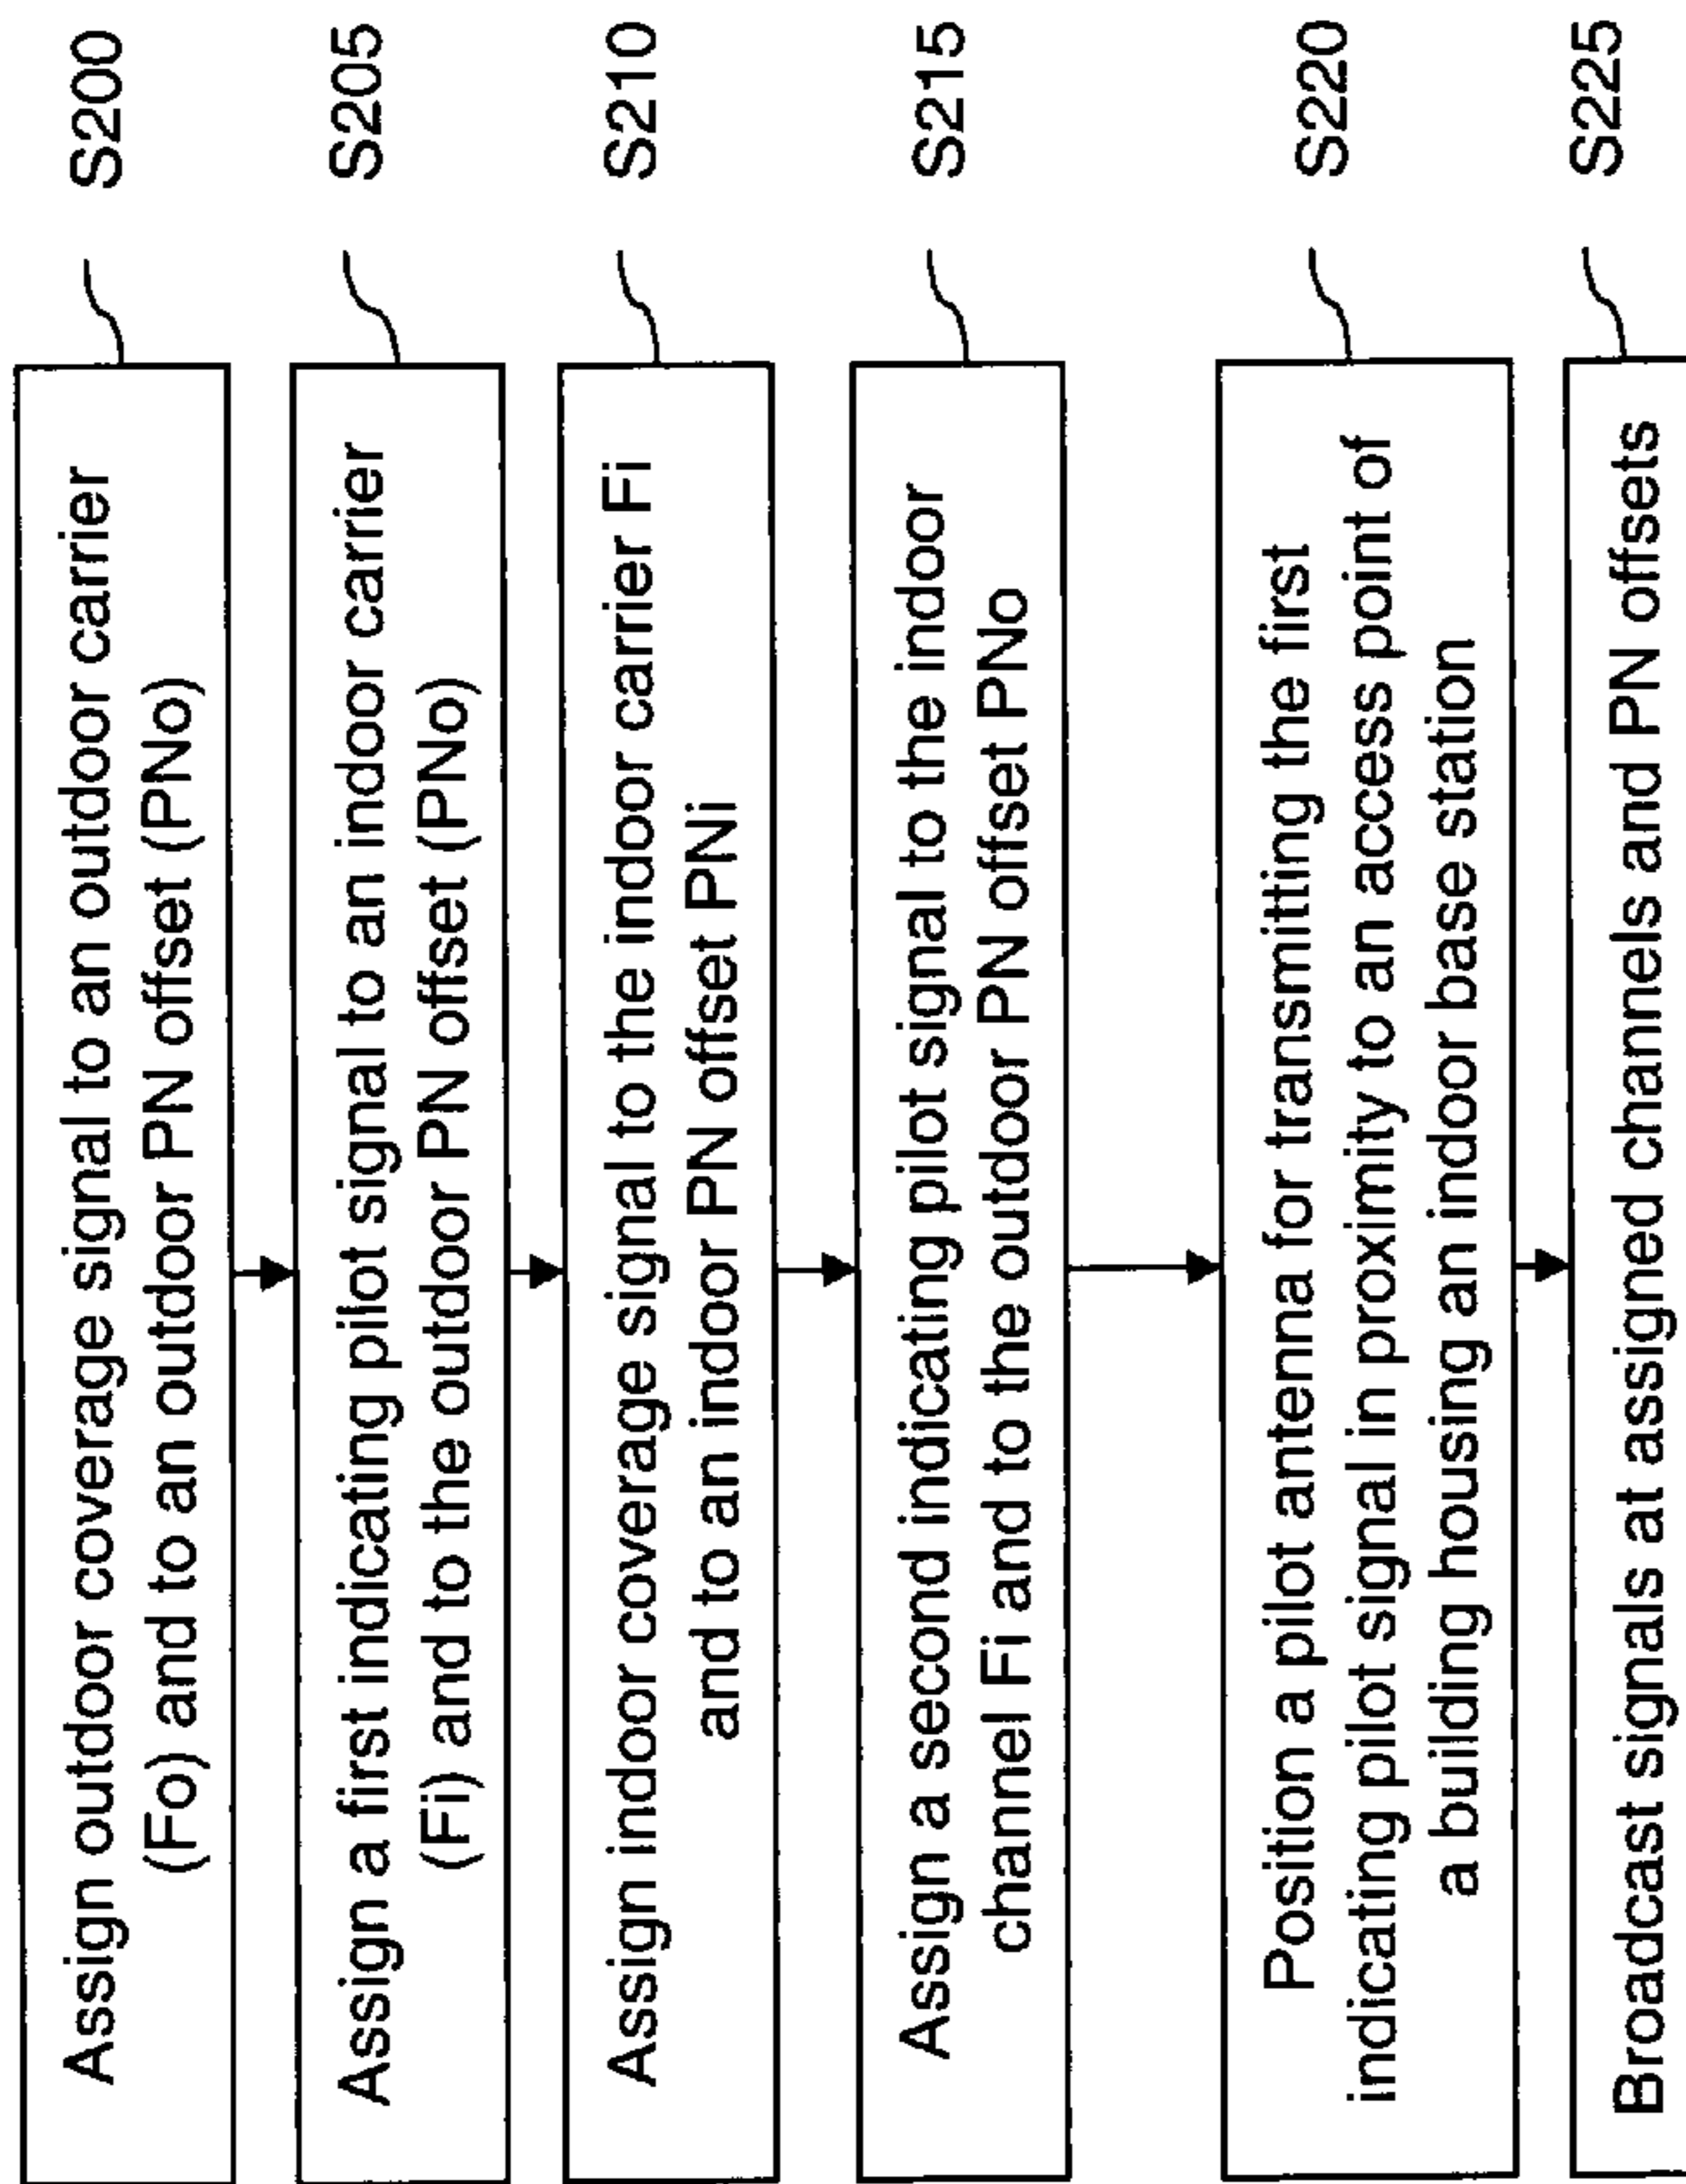 Assign outdoor coverage signal to an outdoor carrier
(Fo) and to an outdoor PN offset (PNo)
S200
Assign a first indicating pilot signal to an indoor carrier
(Fi) and to the outdoor PN offset (PNo)
S205
Assign indoor coverage signal to the indoor carrier Fi
and to an indoor PN offset PNi
S210
Assign a second indicating pilot signal to the indoor
channel Fi and to the outdoor PN offset PNo
S215
Position a pilot antenna for transmitting the first
indicating pilot signal in proximity to an access point of
a building housing an indoor base station
S220
Broadcast signals at assigned channels and PN offsets
S225